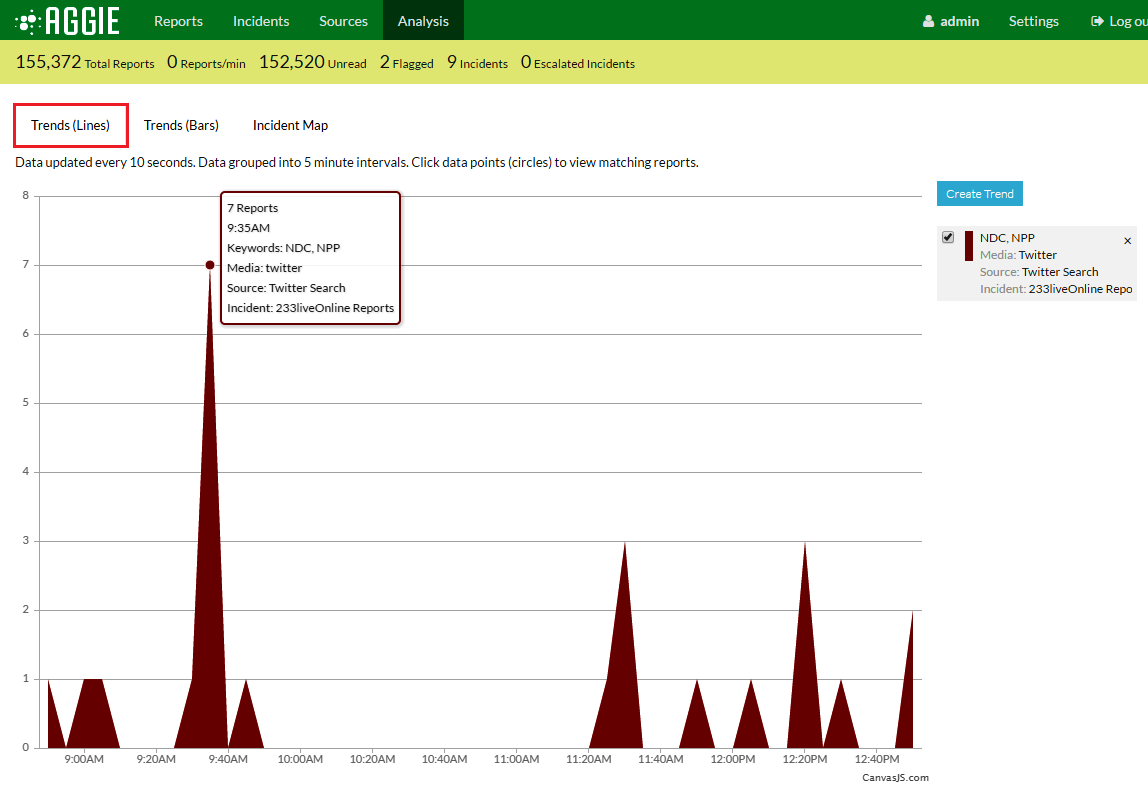 AGGIE Reports Incidents Sources Analysis admin Settings Log ou
155,372 Total Reports 0 Reports/min 152,520 Unread 2 Flagged 9 Incidents 0 Escalated Incidents
Trends (Lines) Trends (Bars) Incident Map
Data updated every 10 seconds. Data grouped into 5 minute intervals. Click data points (circles) to view matching reports.
Create Trend
NDC, NPP x
Media: Twitter
Source: Twitter Search
Incident: 233liveOnline Repo
7 Reports
9:35AM
Keywords: NDC, NPP
Media: twitter
Source: Twitter Search
Incident: 233liveOnline Reports
8
7
6
5
4
3
2
1
0
9:00AM 9:20AM 9:40AM 10:00AM 10:20AM 10:40AM 11:00AM 11:20AM 11:40AM 12:00PM 12:20PM 12:40PM
CanvasJS.com